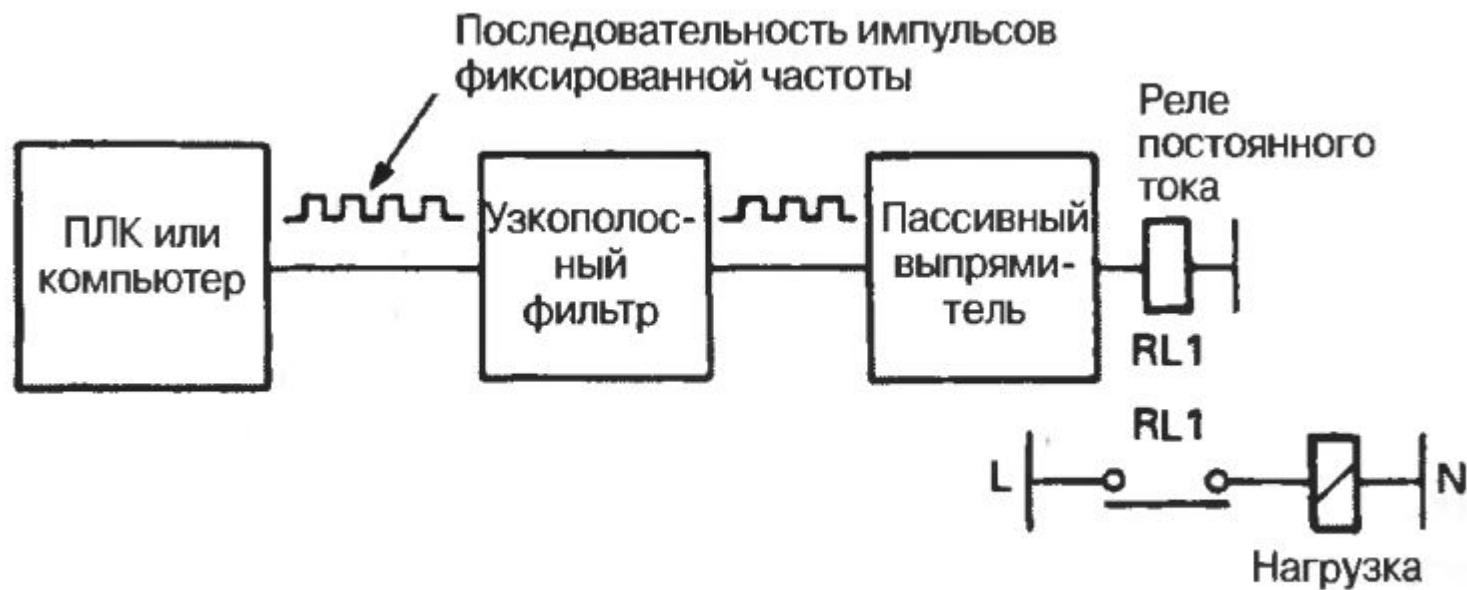 Последовательность импульсов
фиксированной частоты
Реле
постоянного
тока
ПЛК или
компьютер
Узкополос-
ный
фильтр
Пассивный
выпрями-
тель
RL1
RL1
L
N
Нагрузка